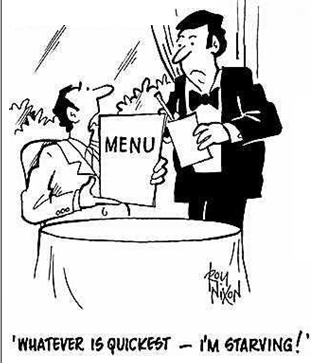 MENU
ROY
NIXON
'WHATEVER IS QUICKEST – I'M STARVING!'